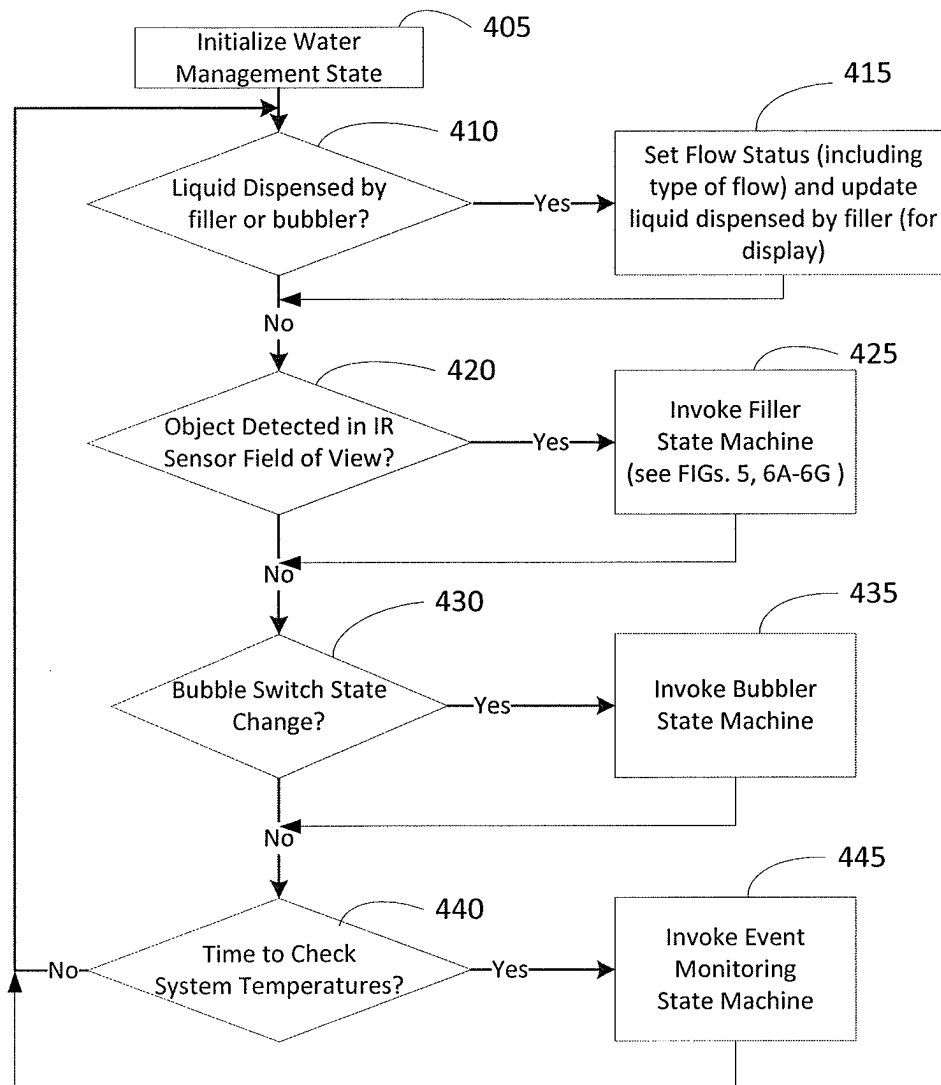 405
Initialize Water
Management State
410
Liquid Dispensed by
filler or bubbler?
Yes
415
Set Flow Status (including
type of flow) and update
liquid dispensed by filler (for
display)
No
420
Object Detected in IR
Sensor Field of View?
Yes
425
Invoke Filler
State Machine
(see FIGs. 5, 6A-6G )
No
430
Bubble Switch State
Change?
Yes
435
Invoke Bubbler
State Machine
No
440
Time to Check
System Temperatures?
No
Yes
445
Invoke Event
Monitoring
State Machine